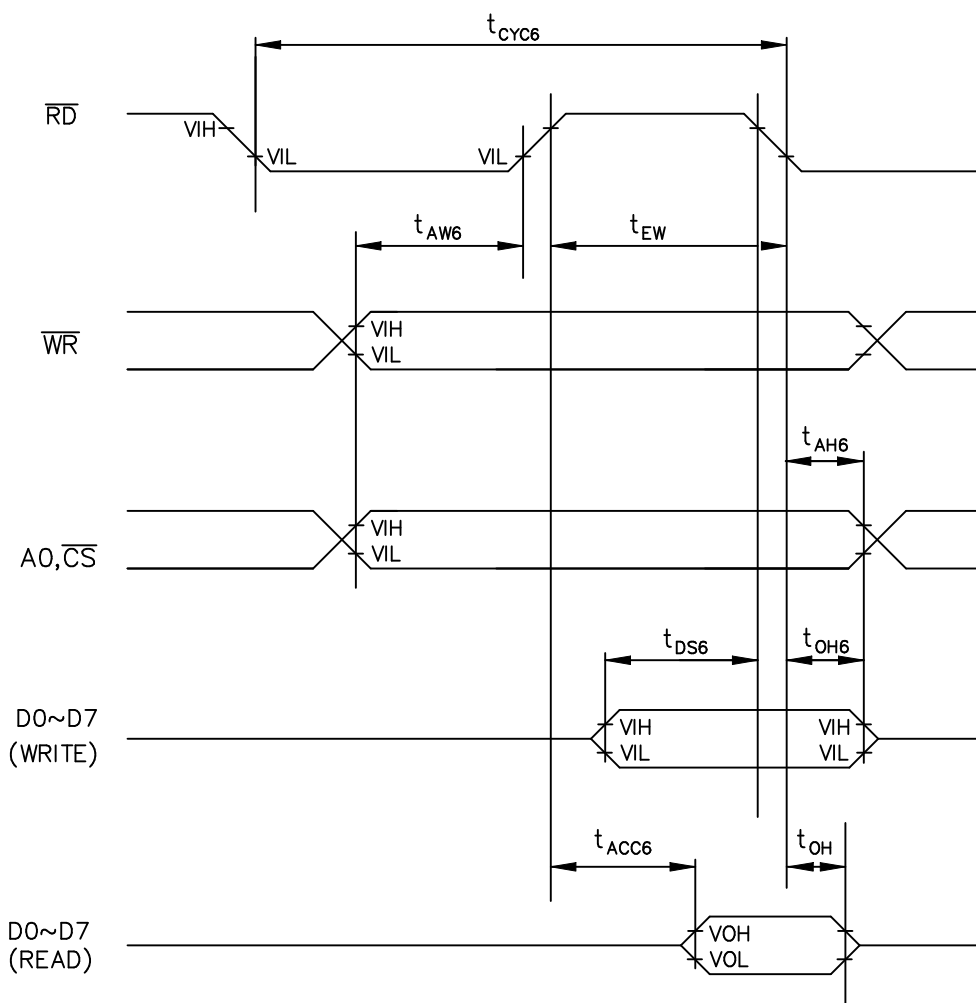 tCYC6
RD
VIH
VIL
VIL
tAW6
tEW
WR
VIH
VIL
tAH6
A0,CS
VIH
VIL
tDS6
tOH6
D0~D7
(WRITE)
VIH
VIL
VIH
VIL
tACC6
tOH
D0~D7
(READ)
VOH
VOL